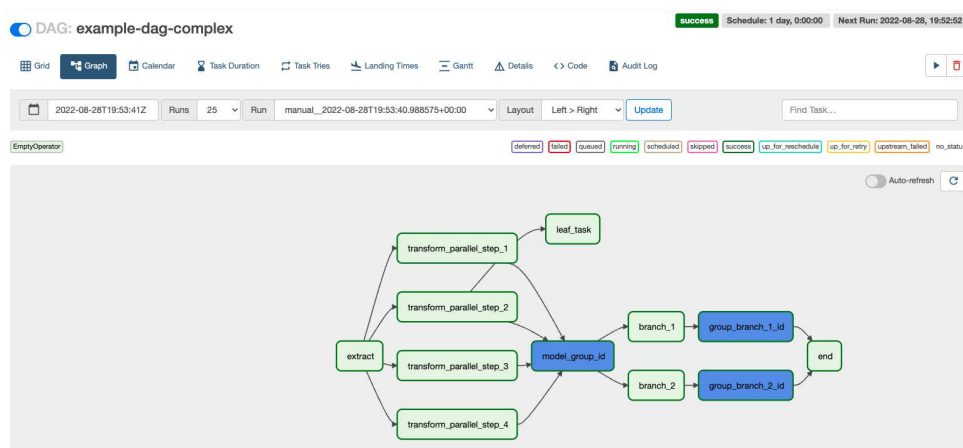 DAG: example-dag-complex
success Schedule: 1 day, 0:00:00 Next Run: 2022-08-28, 19:52:52
Grid Graph Calendar Task Duration Task Tries Landing Times Gantt Details <> Code Audit Log
2022-08-28T19:53:41Z Runs 25 Run manual__2022-08-28T19:53:40.988575+00:00 Layout Left > Right Update Find Task...
EmptyOperator deferred failed queued running scheduled skipped success up_for_reschedule up_for_retry upstream_failed no_statu
Auto-refresh
leaf_task
transform_parallel_step_1
transform_parallel_step_2
branch_1 group_branch_1_id
extract model_group_id end
transform_parallel_step_3
branch_2 group_branch_2_id
transform_parallel_step_4